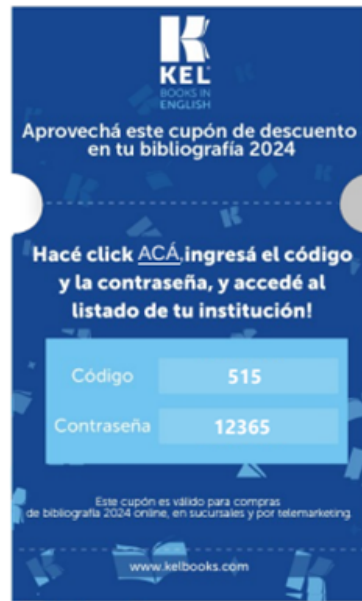 KEL
BOOKS IN
ENGLISH
Aprovechá este cupón de descuento
en tu bibliografía 2024
Hacé click ACÁ,ingresá el código
y la contraseña, y accedé al
listado de tu institución!
Código 515
Contraseña 12365
Este cupón es válido para compras
de bibliografía 2024 online, en sucursales y por telemarketing.
www.kelbooks.com